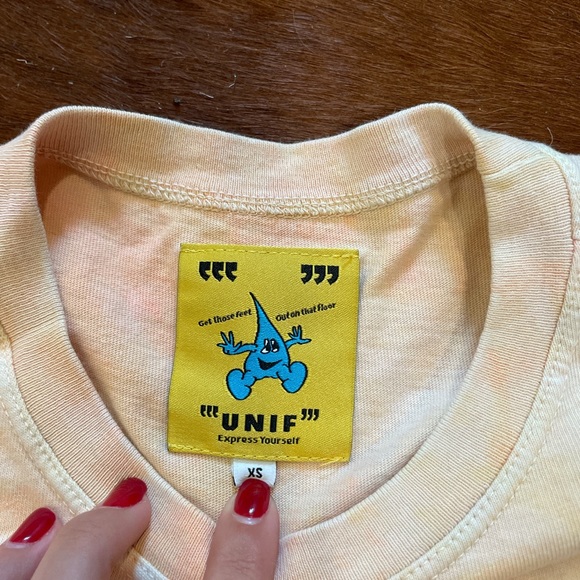 ““ ””
Get those feet Out on that floor
““UNIF””
Express Yourself
XS